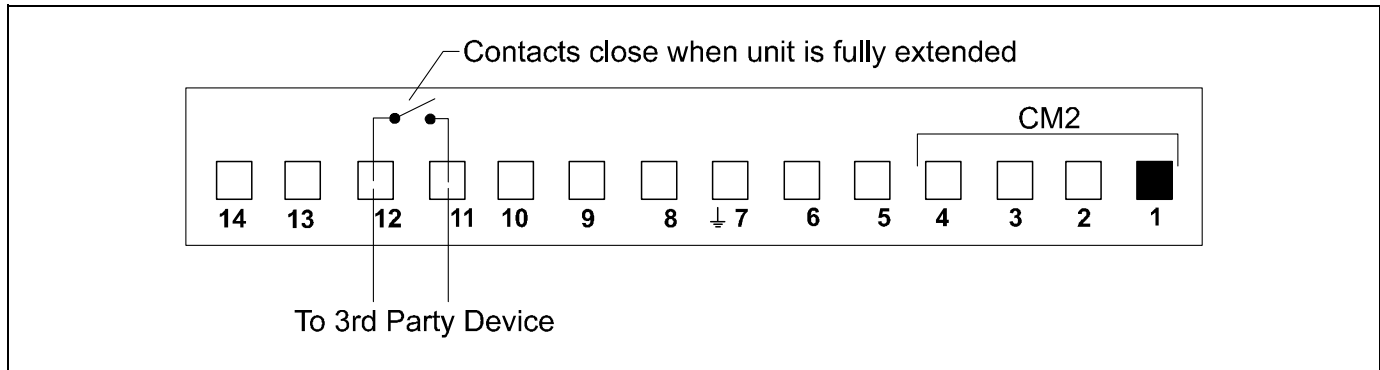 Contacts close when unit is fully extended
CM2
14 13 12 11 10 9 8 ⏚ 7 6 5 4 3 2 1
To 3rd Party Device